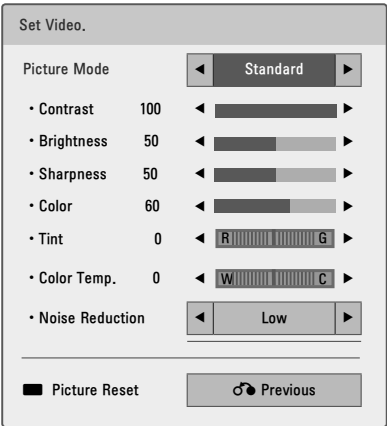 Set Video.
Picture Mode ◀ Standard ▶
• Contrast 100 ◀ ▶
• Brightness 50 ◀ ▶
• Sharpness 50 ◀ ▶
• Color 60 ◀ ▶
• Tint 0 ◀ R G ▶
• Color Temp. 0 ◀ W C ▶
• Noise Reduction ◀ Low ▶
Picture Reset Previous